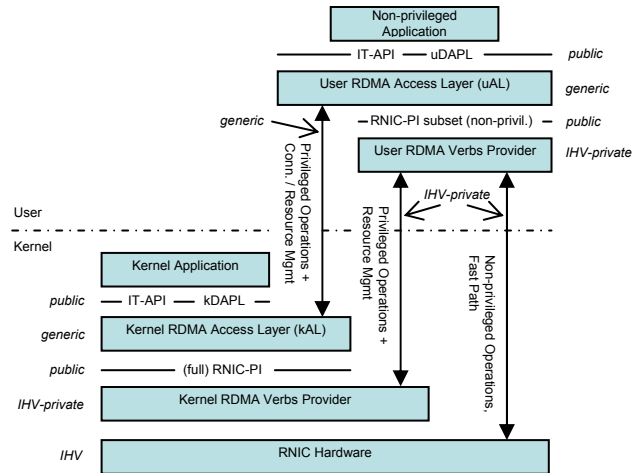 Non-privileged
Application
IT-API
uDAPL
public
User RDMA Access Layer (uAL)
generic
generic
RNIC-PI subset (non-privil.)
public
User RDMA Verbs Provider
IHV-private
Privileged Operations +
Conn. / Resource Mgmt
Privileged Operations +
Resource Mgmt
IHV-private
Non-privileged Operations,
Fast Path
User
Kernel
Kernel Application
public
IT-API
kDAPL
generic
Kernel RDMA Access Layer (kAL)
public
(full) RNIC-PI
IHV-private
Kernel RDMA Verbs Provider
IHV
RNIC Hardware